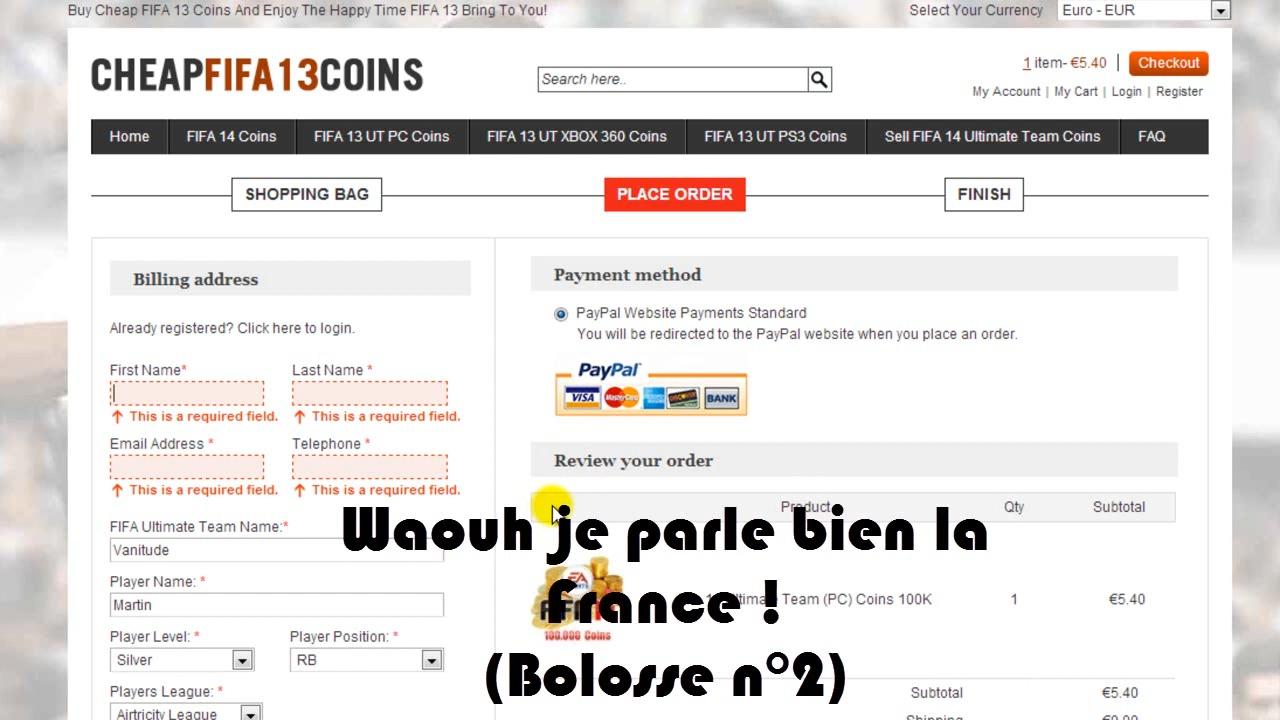 Buy Cheap FIFA 13 Coins And Enjoy The Happy Time FIFA 13 Bring To You!
Select Your Currency Euro - EUR
CHEAPFIFA13COINS
Search here..
1 item- €5.40 | Checkout
My Account | My Cart | Login | Register
Home FIFA 14 Coins FIFA 13 UT PC Coins FIFA 13 UT XBOX 360 Coins FIFA 13 UT PS3 Coins Sell FIFA 14 Ultimate Team Coins FAQ
SHOPPING BAG PLACE ORDER FINISH
Billing address
Already registered? Click here to login.
First Name* Last Name *
This is a required field. This is a required field.
Email Address * Telephone *
This is a required field. This is a required field.
FIFA Ultimate Team Name:*
Vanitude
Player Name: *
Martin
Player Level: * Player Position: *
Silver RB
Players League: *
Airtricity League
Payment method
PayPal Website Payments Standard
You will be redirected to the PayPal website when you place an order.
PayPal
VISA MasterCard DISCOVER BANK
Review your order
Product Qty Subtotal
EA SPORTS
100.000 Coins
Team (PC) Coins 100K 1 €5.40
Subtotal €5.40
Shipping €0.00
Waouh je parle bien la
france !
(Bolosse n°2)